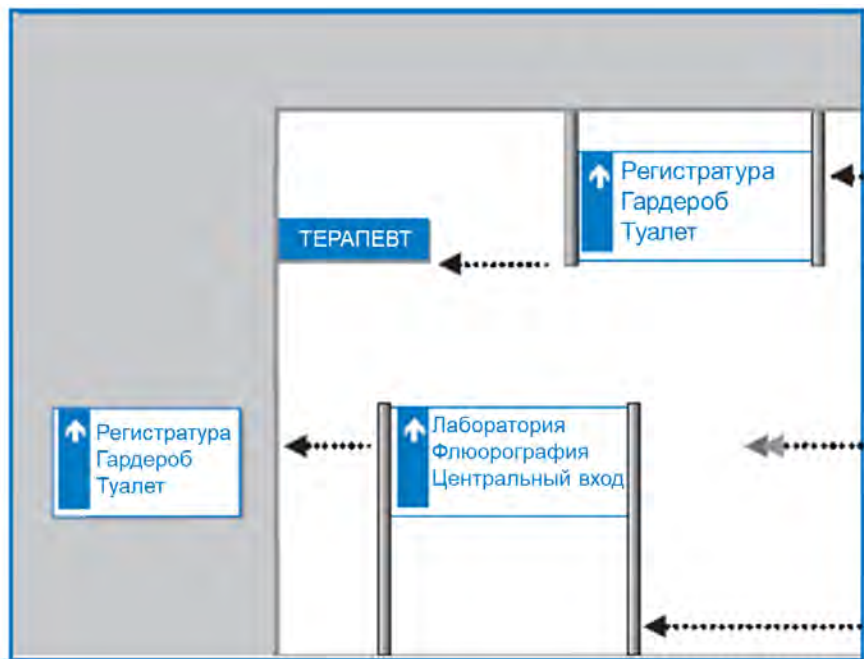 Регистратура
Гардероб
Туалет
ТЕРАПЕВТ
Регистратура
Гардероб
Туалет
Лаборатория
Флюорография
Центральный вход